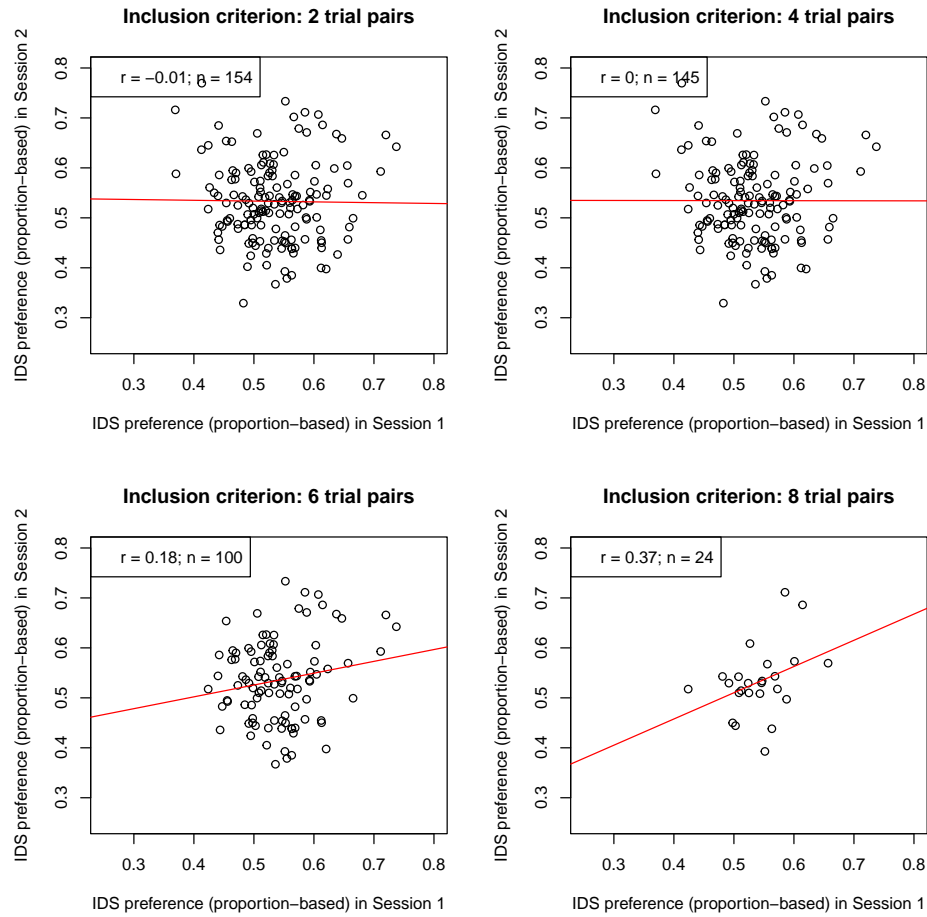 Inclusion criterion: 2 trial pairs
r = −0.01; n = 154
IDS preference (proportion−based) in Session 2
0.3 0.4 0.5 0.6 0.7 0.8
0.3 0.4 0.5 0.6 0.7 0.8
IDS preference (proportion−based) in Session 1
Inclusion criterion: 4 trial pairs
r = 0; n = 145
IDS preference (proportion−based) in Session 2
0.3 0.4 0.5 0.6 0.7 0.8
0.3 0.4 0.5 0.6 0.7 0.8
IDS preference (proportion−based) in Session 1
Inclusion criterion: 6 trial pairs
r = 0.18; n = 100
IDS preference (proportion−based) in Session 2
0.3 0.4 0.5 0.6 0.7 0.8
0.3 0.4 0.5 0.6 0.7 0.8
IDS preference (proportion−based) in Session 1
Inclusion criterion: 8 trial pairs
r = 0.37; n = 24
IDS preference (proportion−based) in Session 2
0.3 0.4 0.5 0.6 0.7 0.8
0.3 0.4 0.5 0.6 0.7 0.8
IDS preference (proportion−based) in Session 1